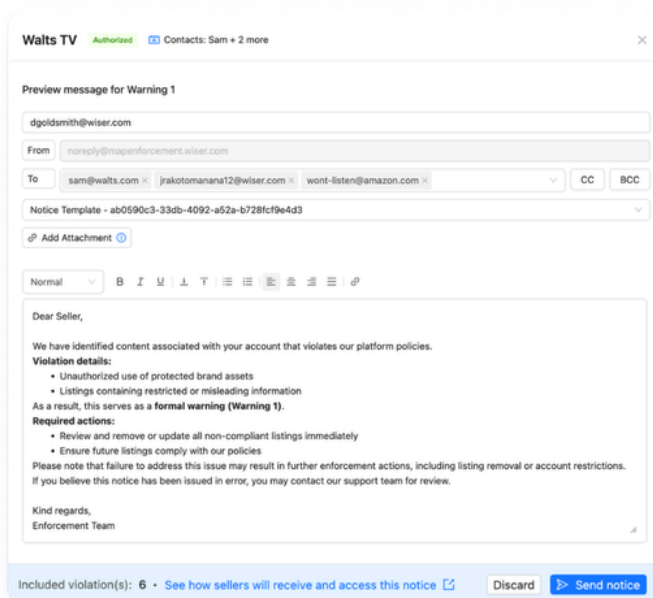 Walts TV Authorized Contacts: Sam + 2 more
Preview message for Warning 1
dgoldsmith@wiser.com
From noreply@mapenforcement.wiser.com
To sam@walts.com × jrakotomanana12@wiser.com × wont-listen@amazon.com × CC BCC
Notice Template - ab0590c3-33db-4092-a52a-b728fcf9e4d3
Add Attachment
Normal B I U
Dear Seller,
We have identified content associated with your account that violates our platform policies.
Violation details:
• Unauthorized use of protected brand assets
• Listings containing restricted or misleading information
As a result, this serves as a formal warning (Warning 1).
Required actions:
• Review and remove or update all non-compliant listings immediately
• Ensure future listings comply with our policies
Please note that failure to address this issue may result in further enforcement actions, including listing removal or account restrictions.
If you believe this notice has been issued in error, you may contact our support team for review.
Kind regards,
Enforcement Team
Included violation(s): 6 • See how sellers will receive and access this notice Discard Send notice